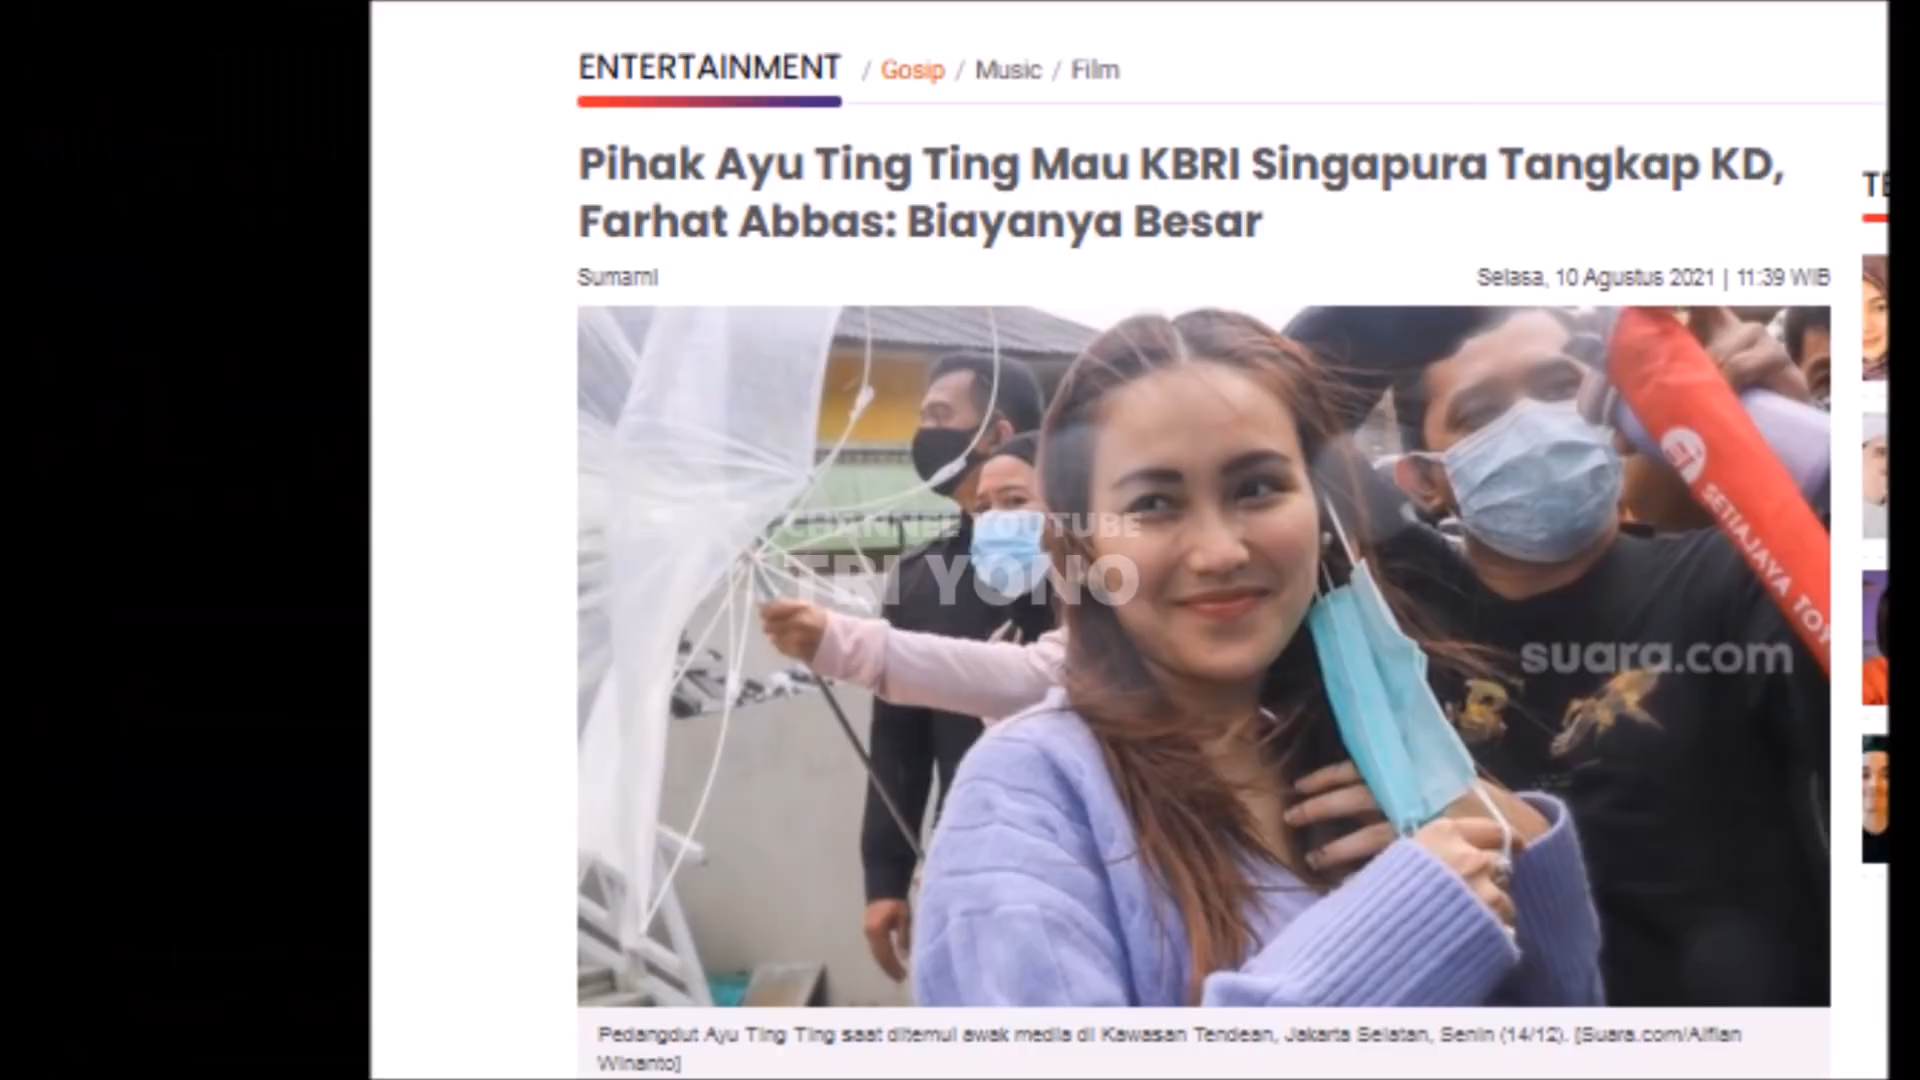 ENTERTAINMENT / Gosip / Music / Film
Pihak Ayu Ting Ting Mau KBRI Singapura Tangkap KD,
Farhat Abbas: Biayanya Besar
Sumarni
Selasa, 10 Agustus 2021 | 11:39 WIB
CHANNEL YOUTUBE
TRI YONO
SETIAJAYA TOY
suara.com
Pedangdut Ayu Ting Ting saat ditemui awak media di Kawasan Tendean, Jakarta Selatan, Senin (14/12). [Suara.com/Alfian
Winanto]